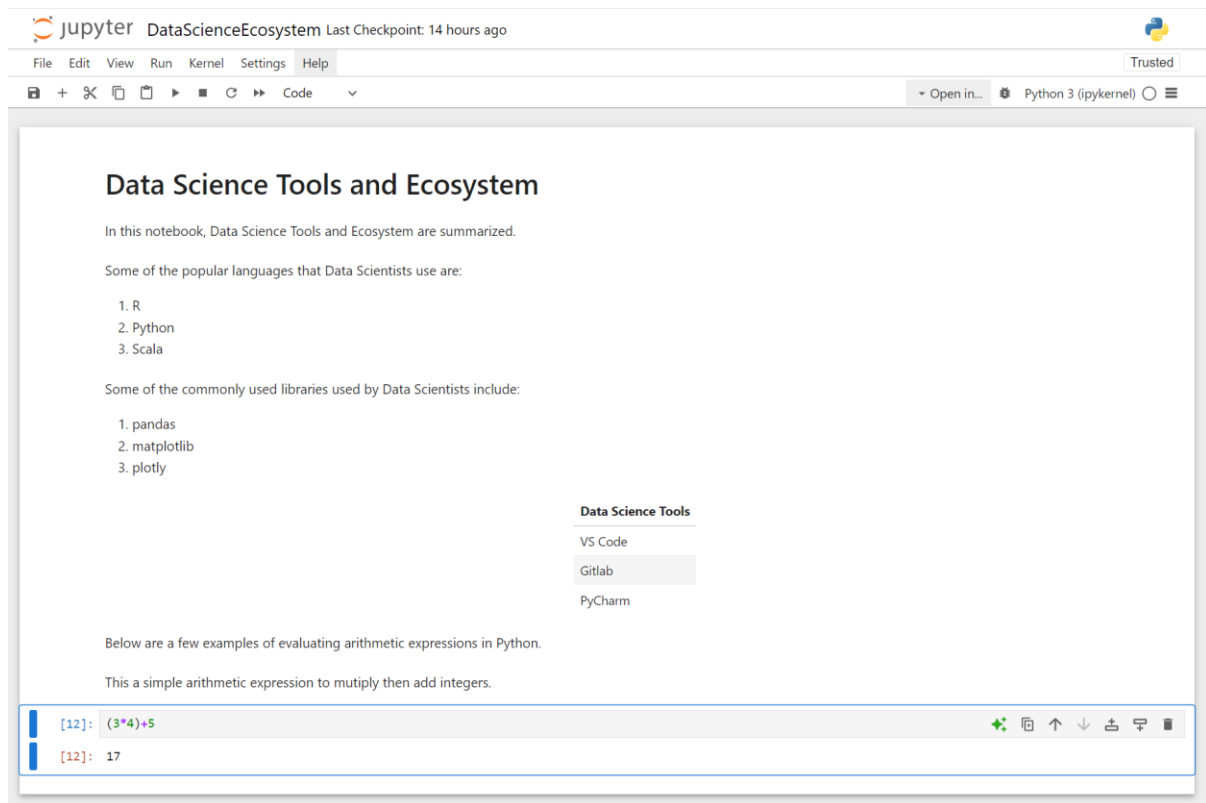 jupyter DataScienceEcosystem Last Checkpoint: 14 hours ago
File Edit View Run Kernel Settings Help Trusted
Code Open in... Python 3 (ipykernel)
Data Science Tools and Ecosystem
In this notebook, Data Science Tools and Ecosystem are summarized.
Some of the popular languages that Data Scientists use are:
1. R
2. Python
3. Scala
Some of the commonly used libraries used by Data Scientists include:
1. pandas
2. matplotlib
3. plotly
Data Science Tools
VS Code
Gitlab
PyCharm
Below are a few examples of evaluating arithmetic expressions in Python.
This a simple arithmetic expression to mutiply then add integers.
[12]: (3*4)+5
[12]: 17